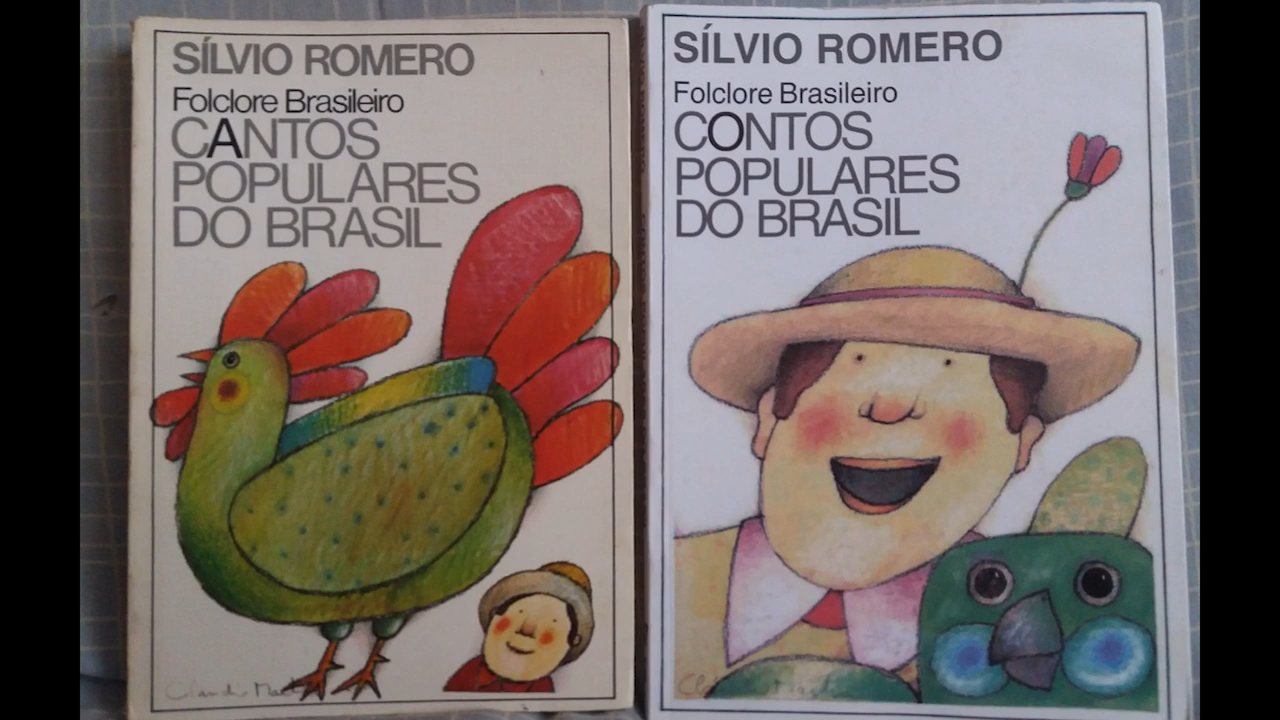 SÍLVIO ROMERO
Folclore Brasileiro
CANTOS
POPULARES
DO BRASIL
SÍLVIO ROMERO
Folclore Brasileiro
CONTOS
POPULARES
DO BRASIL